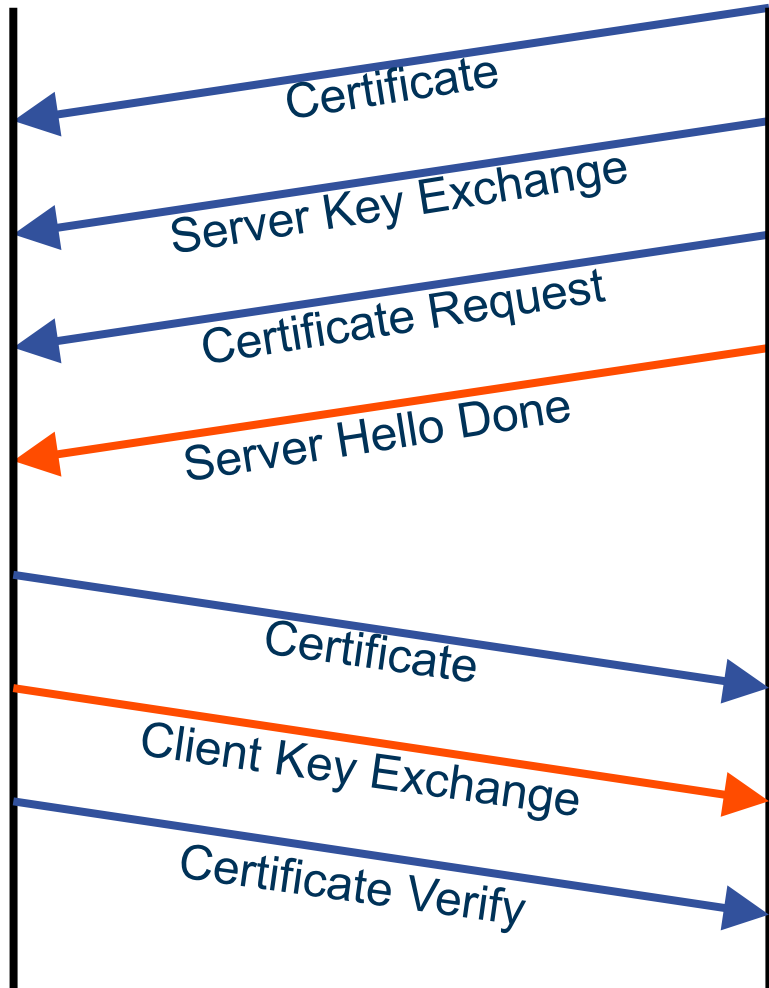 Certificate
Server Key Exchange
Certificate Request
Server Hello Done
Certificate
Client Key Exchange
Certificate Verify